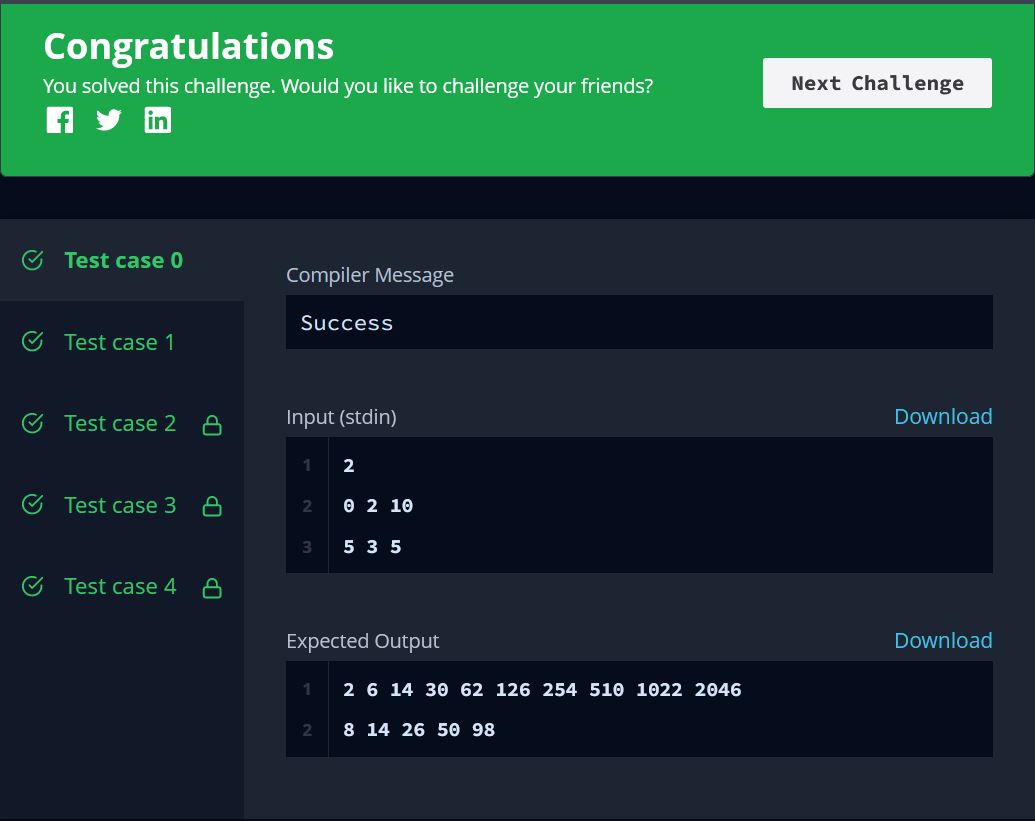 Congratulations
You solved this challenge. Would you like to challenge your friends?
Next Challenge
Test case 0
Test case 1
Test case 2
Test case 3
Test case 4
Compiler Message
Success
Input (stdin)
Download
1 2
2 0 2 10
3 5 3 5
Expected Output
Download
1 2 6 14 30 62 126 254 510 1022 2046
2 8 14 26 50 98